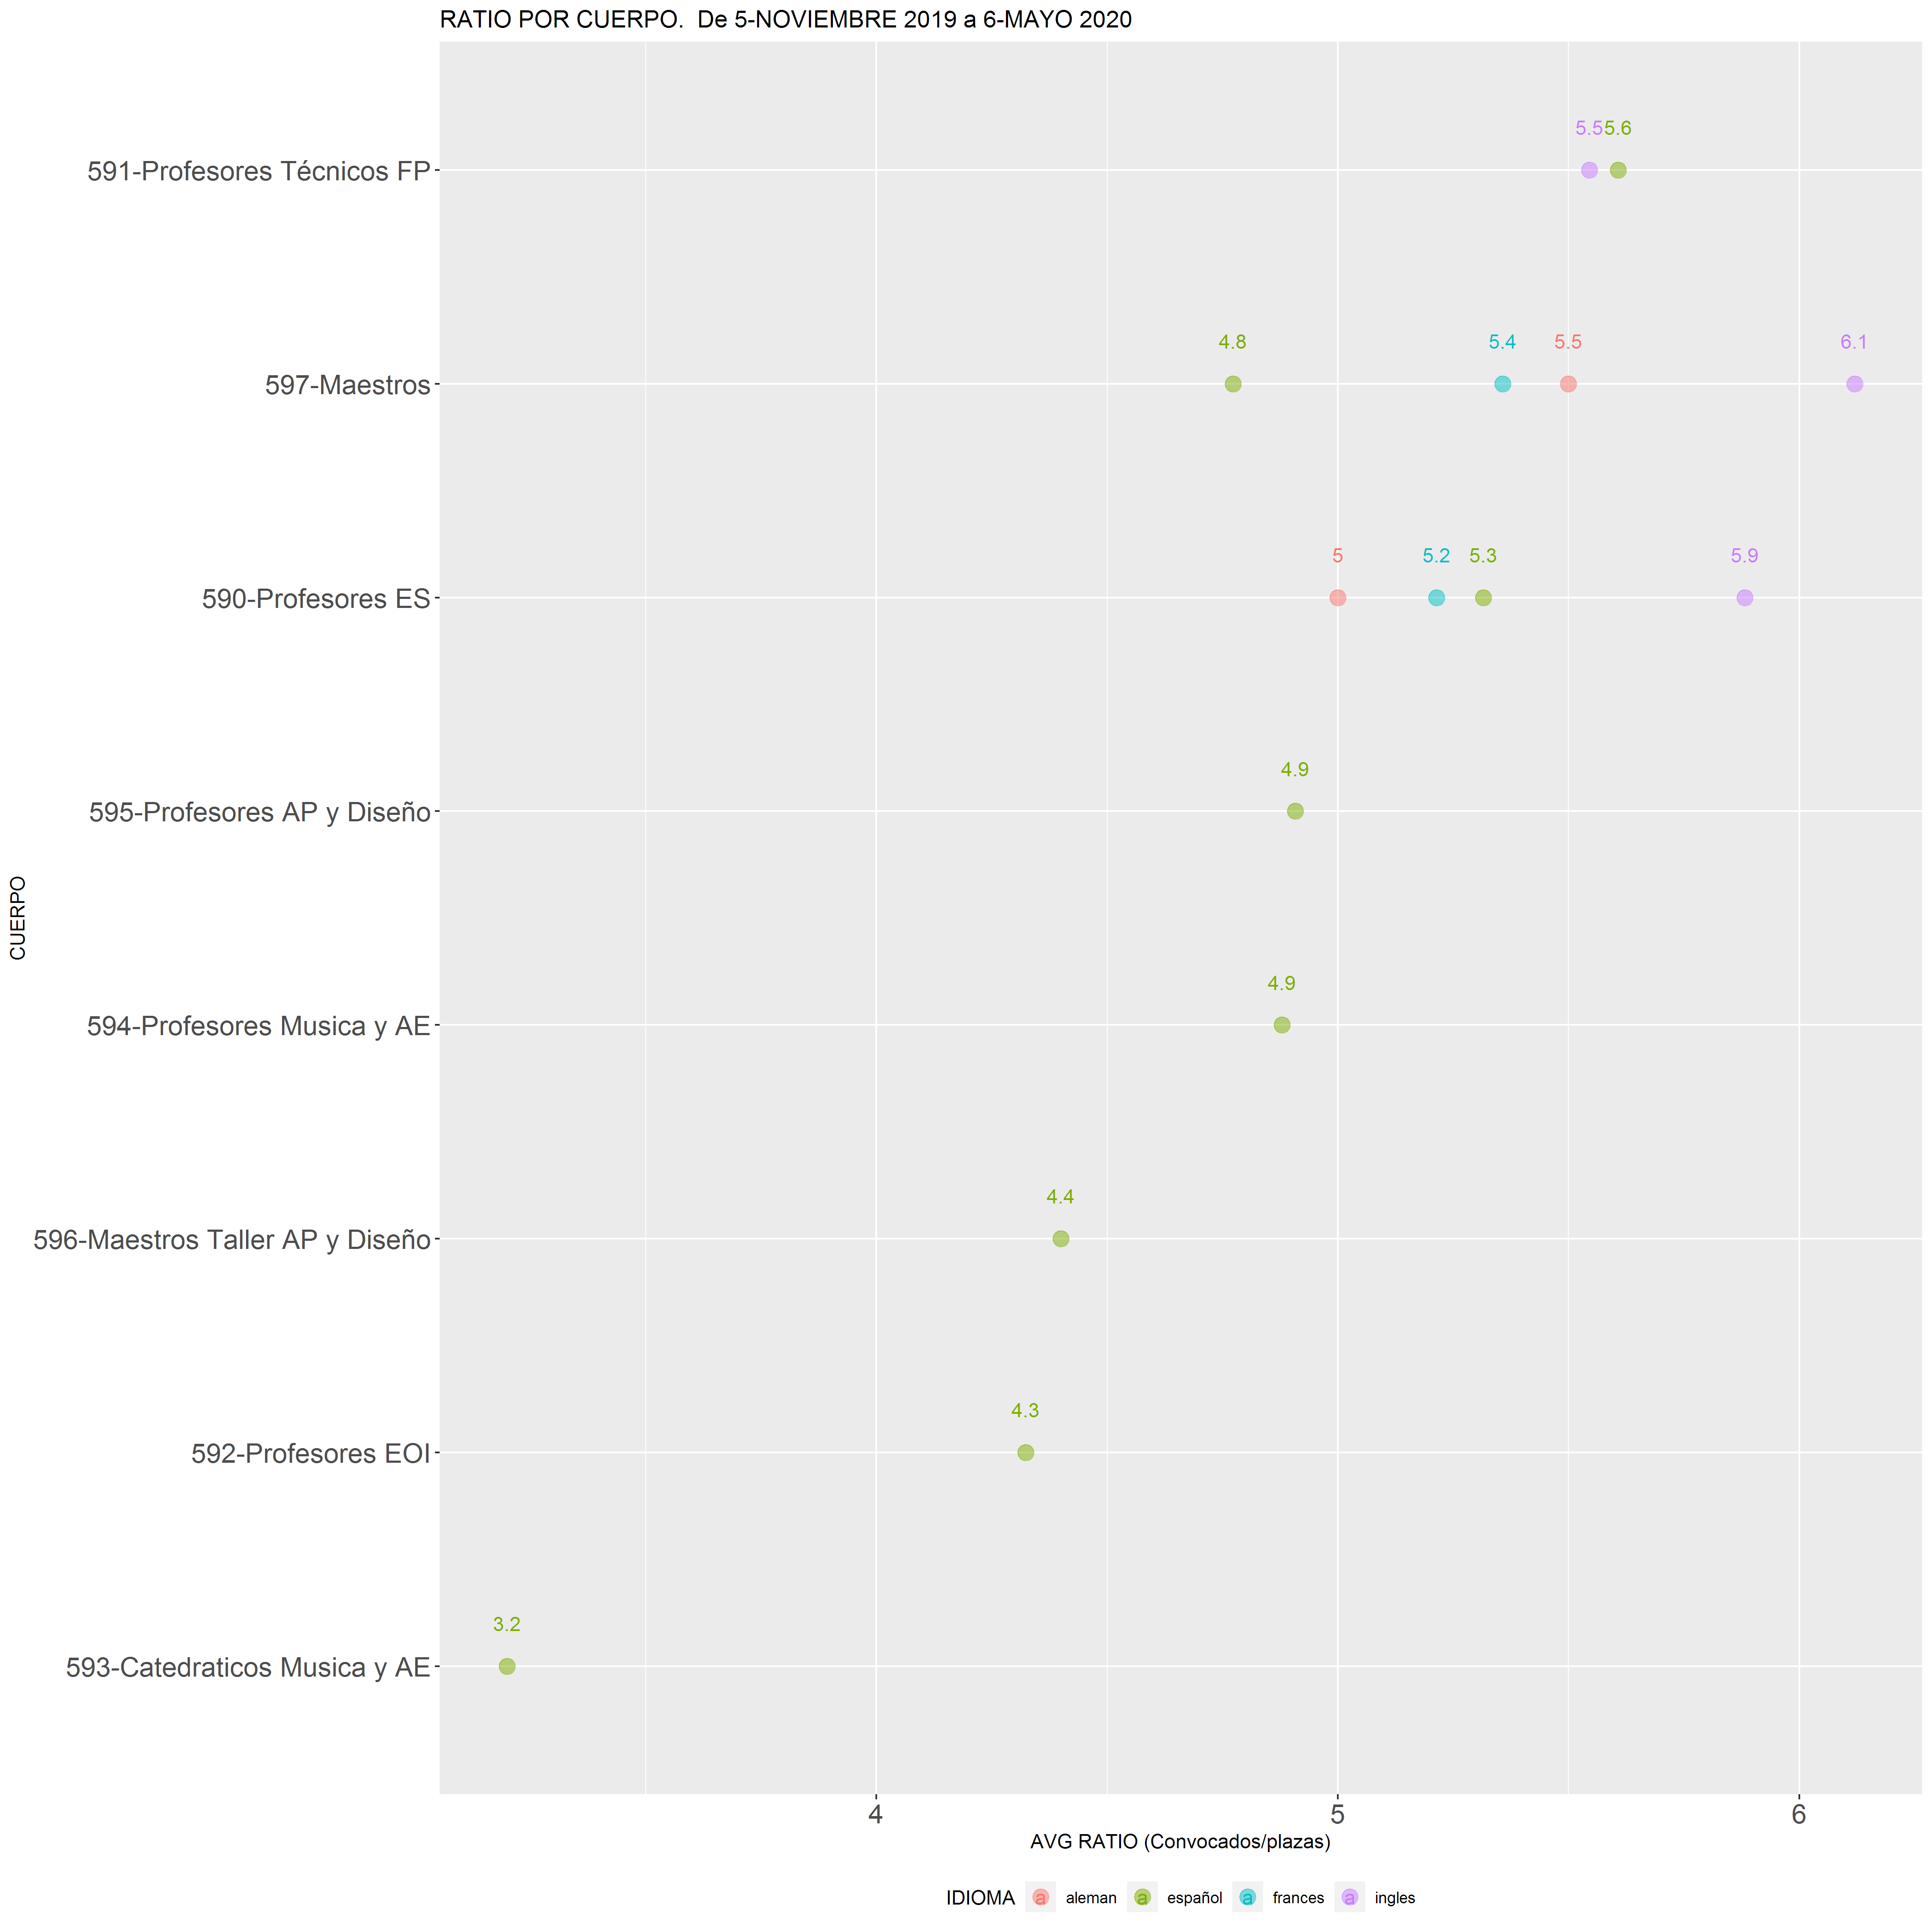 RATIO POR CUERPO.  De 5-NOVIEMBRE 2019 a 6-MAYO 2020
5.5 5.6
591-Profesores Técnicos FP
4.8 5.4 5.5 6.1
597-Maestros
5 5.2 5.3 5.9
590-Profesores ES
4.9
595-Profesores AP y Diseño
CUERPO
4.9
594-Profesores Musica y AE
4.4
596-Maestros Taller AP y Diseño
4.3
592-Profesores EOI
3.2
593-Catedraticos Musica y AE
4 5 6
AVG RATIO (Convocados/plazas)
IDIOMA a aleman a español a frances a ingles